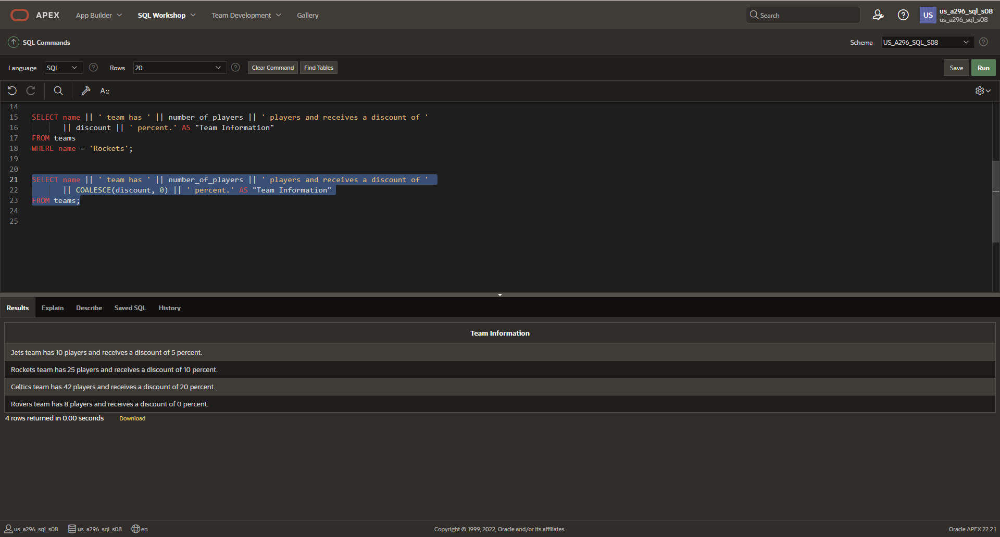 APEX App Builder SQL Workshop Team Development Gallery Search US us_a296_sql_s08
us_a296_sql_s08
SQL Commands Schema US_A296_SQL_S08
Language SQL Rows 20 Clear Command Find Tables Save Run
A::
14
15 SELECT name || ' team has ' || number_of_players || ' players and receives a discount of '
16 || discount || ' percent.' AS "Team Information"
17 FROM teams
18 WHERE name = 'Rockets';
19
20
21 SELECT name || ' team has ' || number_of_players || ' players and receives a discount of '
22 || COALESCE(discount, 0) || ' percent.' AS "Team Information"
23 FROM teams;
24
25
Results Explain Describe Saved SQL History
Team Information
Jets team has 10 players and receives a discount of 5 percent.
Rockets team has 25 players and receives a discount of 10 percent.
Celtics team has 42 players and receives a discount of 20 percent.
Rovers team has 8 players and receives a discount of 0 percent.
4 rows returned in 0.00 seconds Download
us_a296_sql_s08 us_a296_sql_s08 en Copyright © 1999, 2022, Oracle and/or its affiliates. Oracle APEX 22.2.1